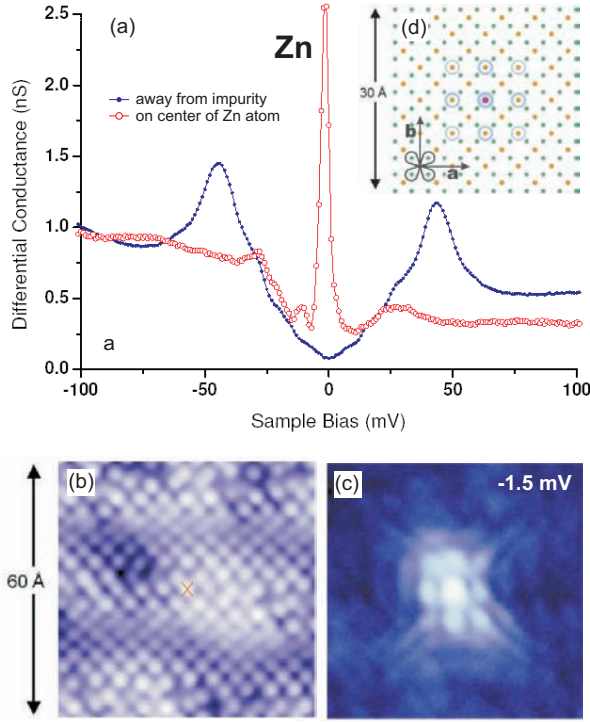 (a)
Zn
away from impurity
on center of Zn atom
Differential Conductance (nS)
2.5
2.0
1.5
1.0
0.5
0.0
a
-100
-50
0
50
100
Sample Bias (mV)
(d)
30 Å
b
a
(b)
60 Å
(c)
-1.5 mV